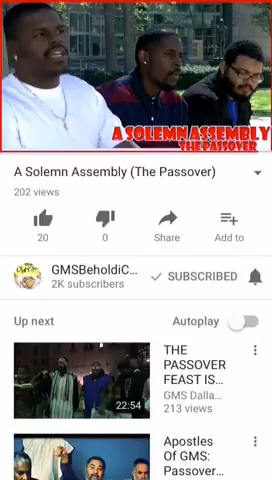 A SOLEMN ASSEMBLY
THE PASSOVER
A Solemn Assembly (The Passover)
202 views
20
0
Share
Add to
GMSBeholdiC...
SUBSCRIBED
2K subscribers
Up next
Autoplay
THE
PASSOVER
FEAST IS...
GMS Dalla...
213 views
22:54
Apostles
Of GMS:
Passover...